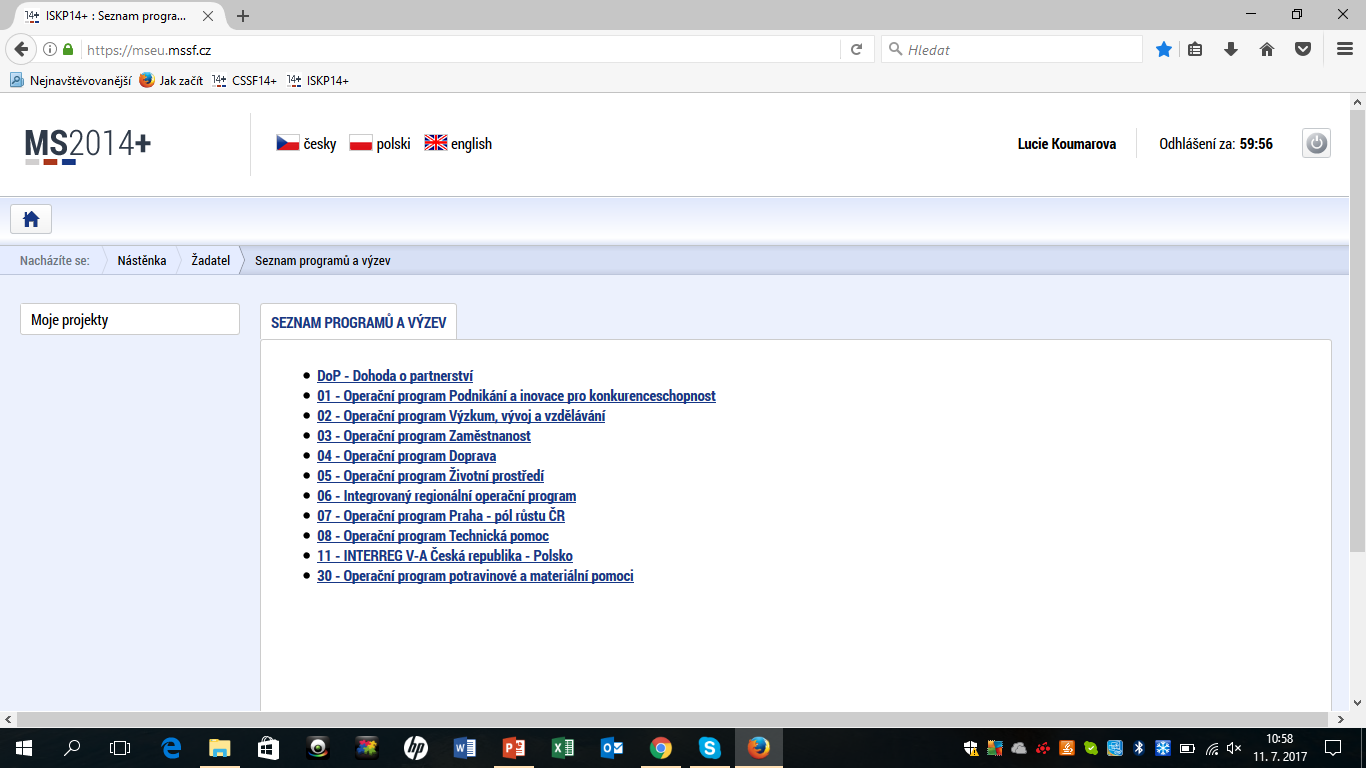 ISKP14+ : Seznam progra...
https://mseu.mssf.cz
Hledat
Nejnavštěvovanější Jak začít 14+ CSSF14+ 14+ ISKP14+
MS2014+
česky polski english
Lucie Koumarova
Odhlášení za: 59:56
Nacházíte se: Nástěnka Žadatel Seznam programů a výzev
Moje projekty
SEZNAM PROGRAMŮ A VÝZEV
DoP - Dohoda o partnerství
01 - Operační program Podnikání a inovace pro konkurenceschopnost
02 - Operační program Výzkum, vývoj a vzdělávání
03 - Operační program Zaměstnanost
04 - Operační program Doprava
05 - Operační program Životní prostředí
06 - Integrovaný regionální operační program
07 - Operační program Praha - pól růstu ČR
08 - Operační program Technická pomoc
11 - INTERREG V-A Česká republika - Polsko
30 - Operační program potravinové a materiální pomoci
10:58
11. 7. 2017